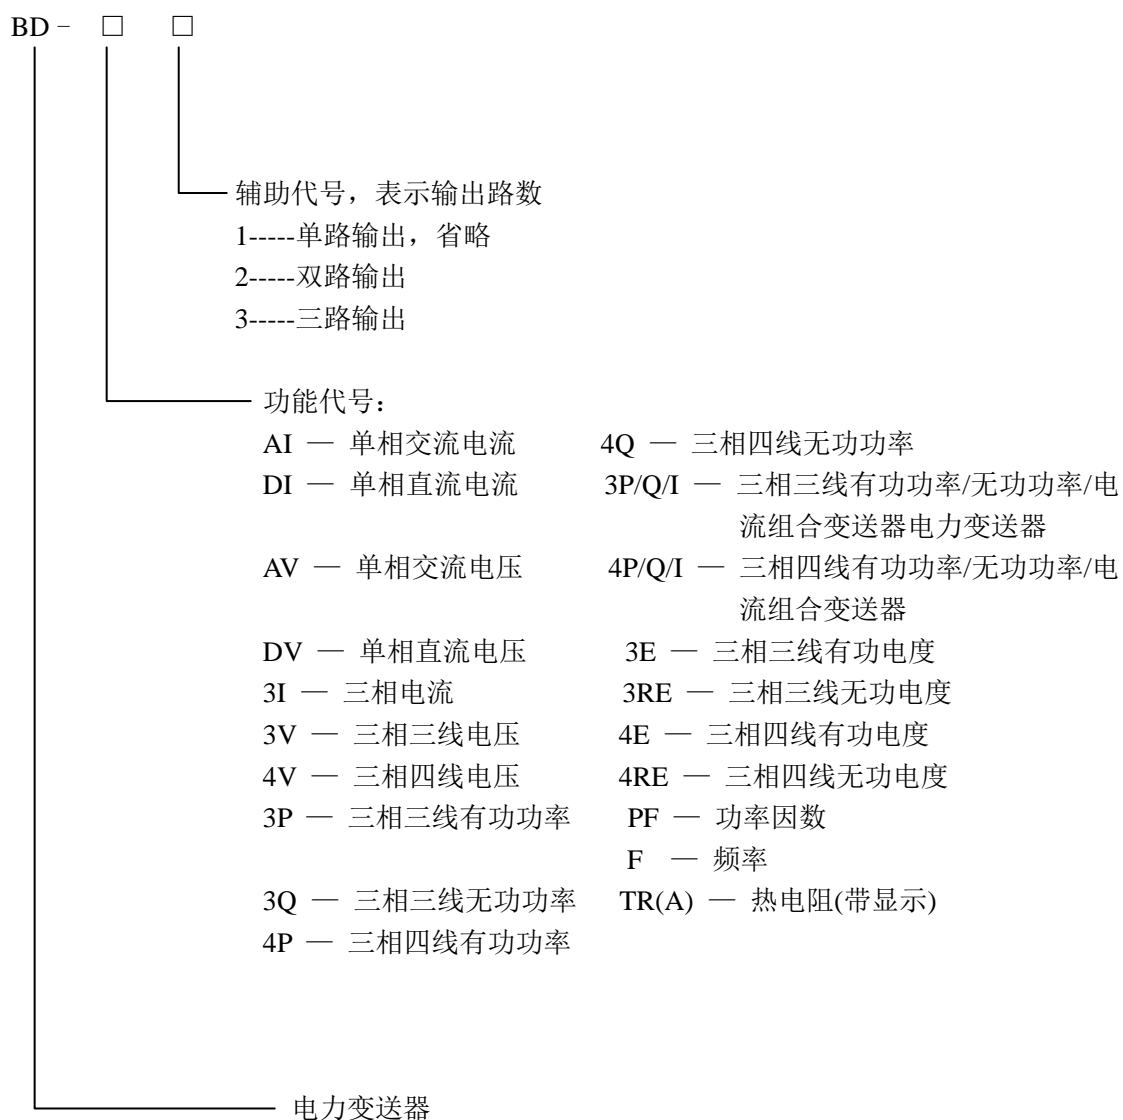 BD- □ □
辅助代号，表示输出路数
1-----单路输出，省略
2-----双路输出
3-----三路输出
功能代号：
AI — 单相交流电流 4Q — 三相四线无功功率
DI — 单相直流电流 3P/Q/I — 三相三线有功功率/无功功率/电
流组合变送器电力变送器
AV — 单相交流电压 4P/Q/I — 三相四线有功功率/无功功率/电
流组合变送器
DV — 单相直流电压 3E — 三相三线有功电度
3I — 三相电流 3RE — 三相三线无功电度
3V — 三相三线电压 4E — 三相四线有功电度
4V — 三相四线电压 4RE — 三相四线无功电度
3P — 三相三线有功功率 PF — 功率因数
F — 频率
3Q — 三相三线无功功率 TR(A) — 热电阻(带显示)
4P — 三相四线有功功率
电力变送器